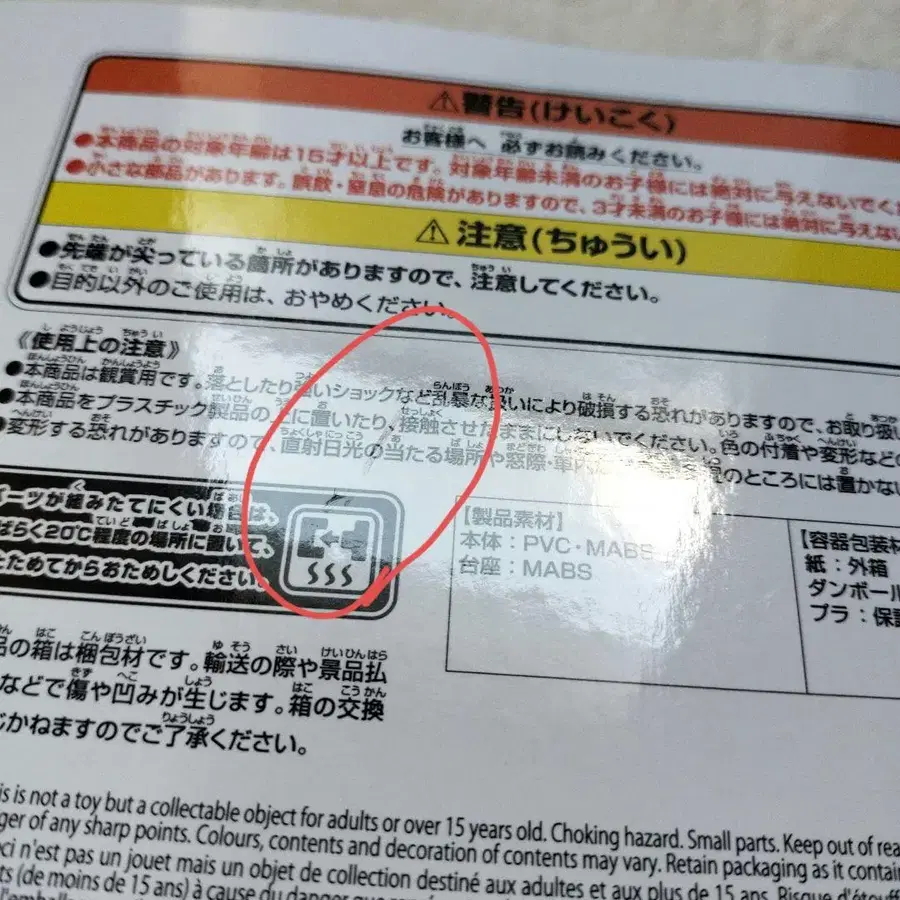 ⚠警告(けいこく)
お客様へ 必ずお読みください。
●本商品の対象年齢は15才以上です。対象年齢未満のお子様には絶対に与えないでくだ
●小さな部品があります。誤飲・窒息の危険がありますので、3才未満のお子様には絶対に与えない
⚠注意(ちゅうい)
●先端が尖っている箇所がありますので、注意してください。
●目的以外のご使用は、おやめください。
《使用上の注意》
●本商品は観賞用です。落としたり強いショックなど乱暴な扱いにより破損する恐れがありますので、お取り扱い
●本商品をプラスチック製品の上に置いたり、接触させたままにしないでください。色の付着や変形などの
変形する恐れがありますので、直射日光の当たる場所や窓際・車内 のところには置かない
パーツが組みたてにくい場合は、
ばらく20℃程度の場所に置いて、
たためてからおためしください。
【製品素材】
本体：PVC・MABS
台座：MABS
【容器包装材
紙：外箱
ダンボール
プラ：保護
品の箱は梱包材です。輸送の際や景品払
などで傷や凹みが生じます。箱の交換
じかねますのでご了承ください。
is is not a toy but a collectable object for adults or over 15 years old. Choking hazard. Small parts. Keep out of rea
ger of any sharp points. Colours, contents and decoration of contents may vary. Retain packaging as it contain
ci n'est pas un jouet mais un objet de collection destiné aux adultes et aux plus de 15 ans. Risque d'étouff
ts (de moins de 15 ans) à cause du danger que
l'emballage